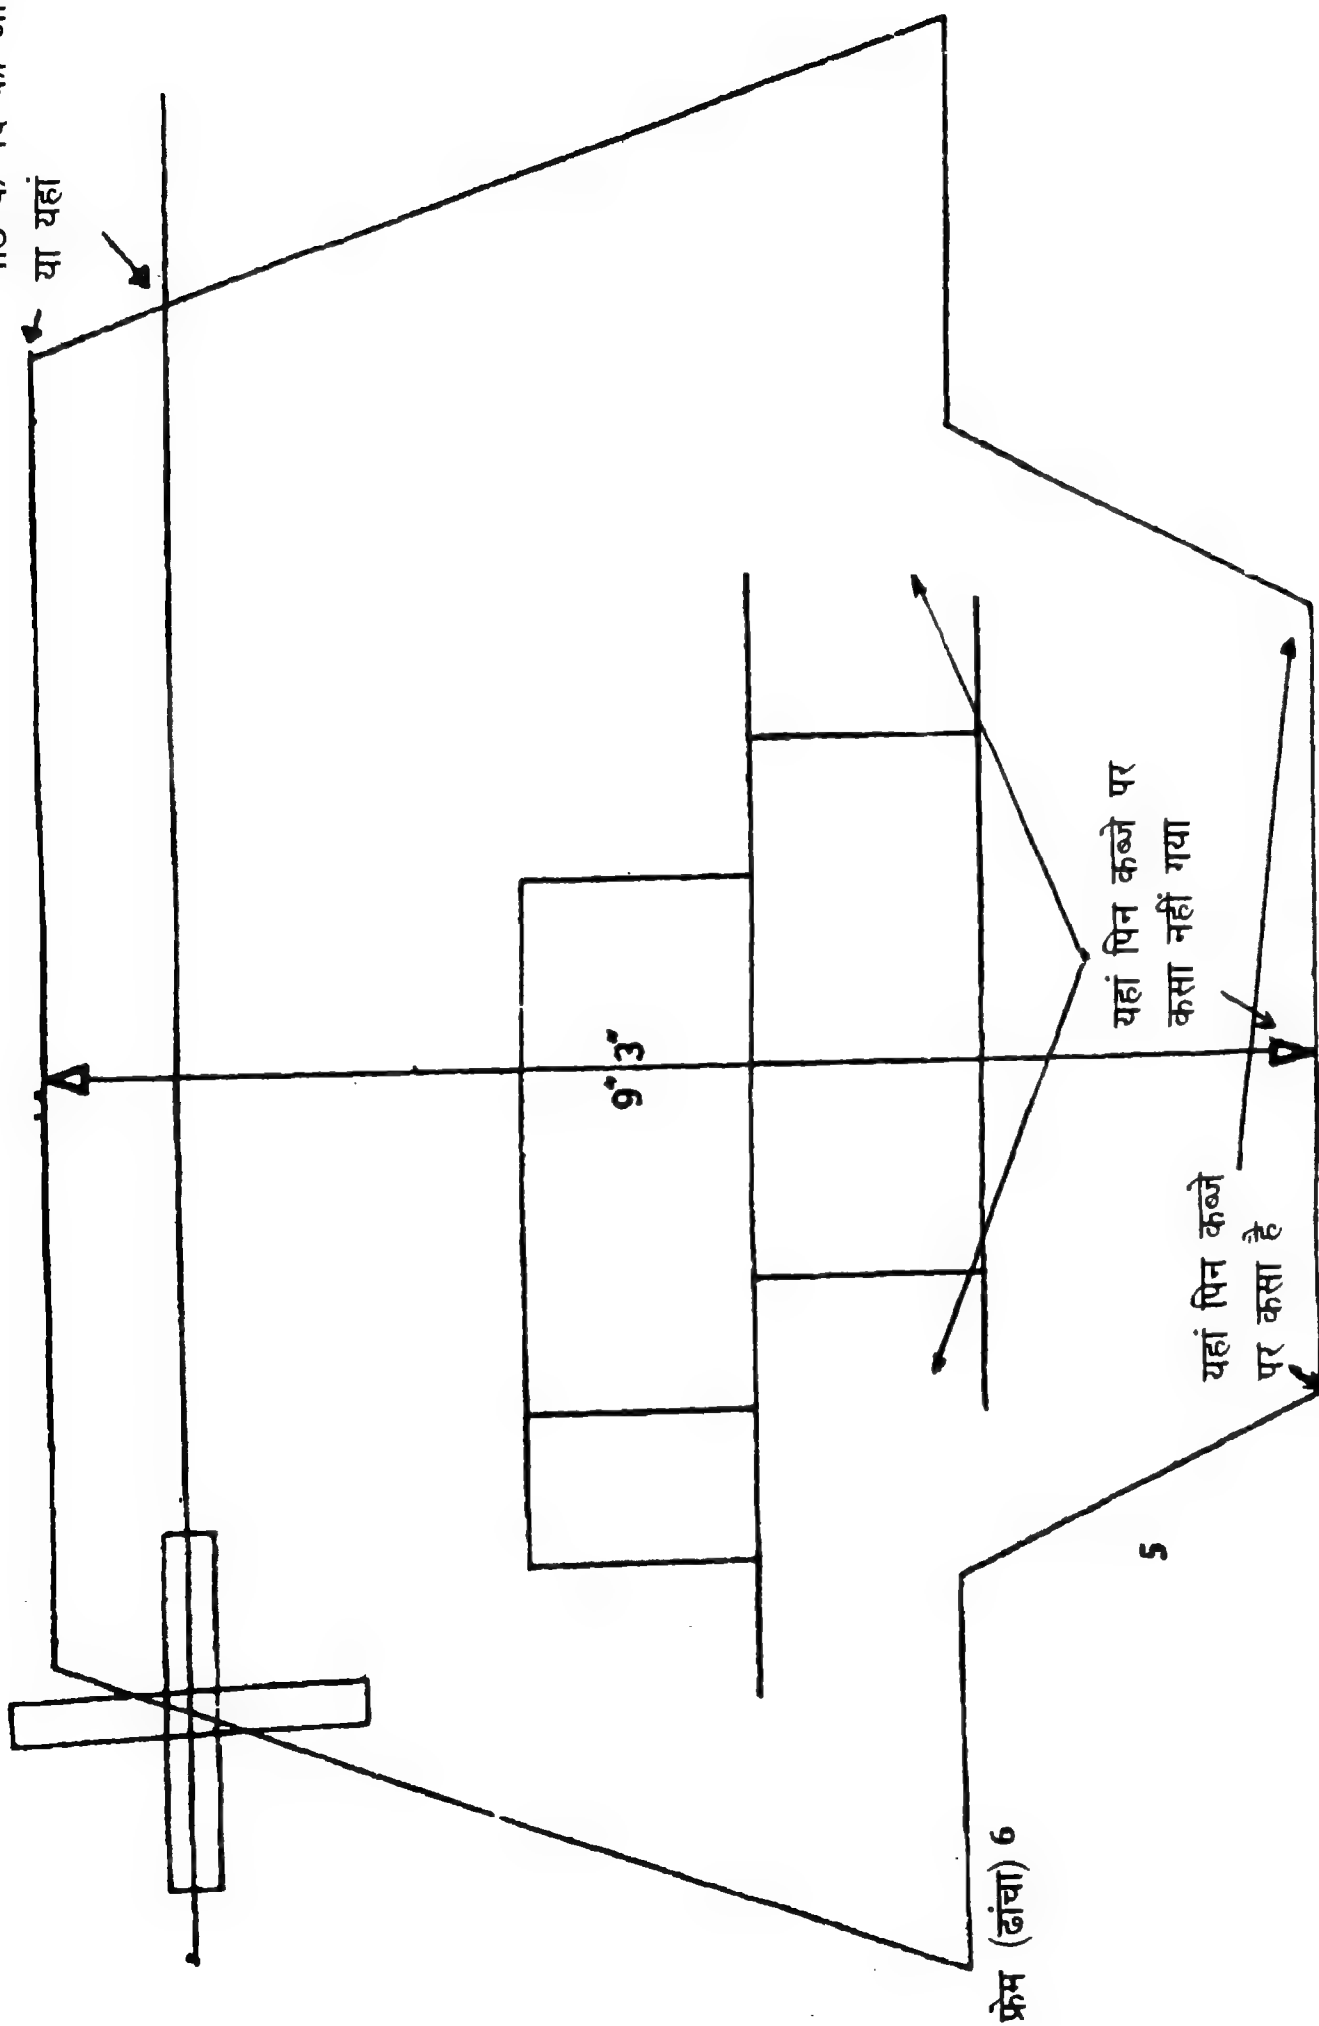 या यहां
9" 3"
यहां पिन कब्जे पर
कसा नहीं गया
यहां पिन कब्जे
पर कसा है
5
फ्रेम (ढांचा) 6